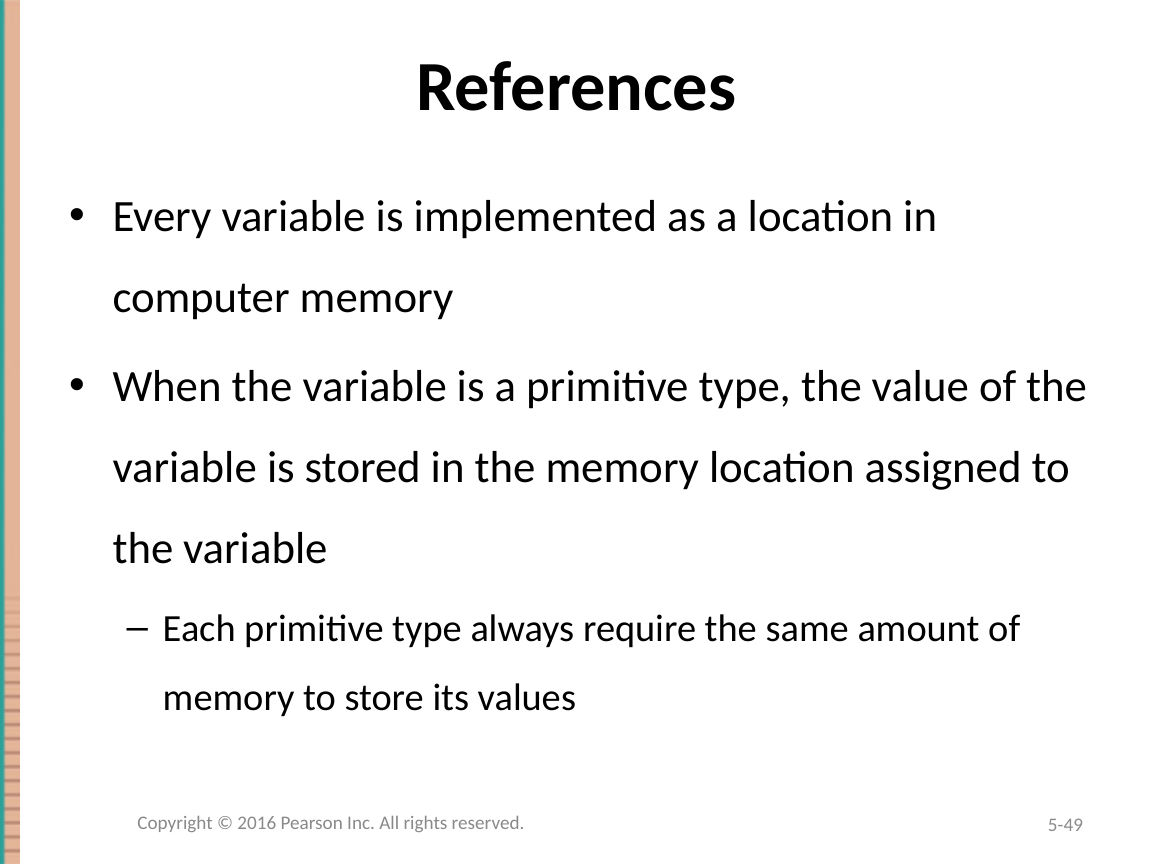 References
• Every variable is implemented as a location in
computer memory
• When the variable is a primitive type, the value of the
variable is stored in the memory location assigned to
the variable
– Each primitive type always require the same amount of
memory to store its values
Copyright © 2016 Pearson Inc. All rights reserved.
5-49